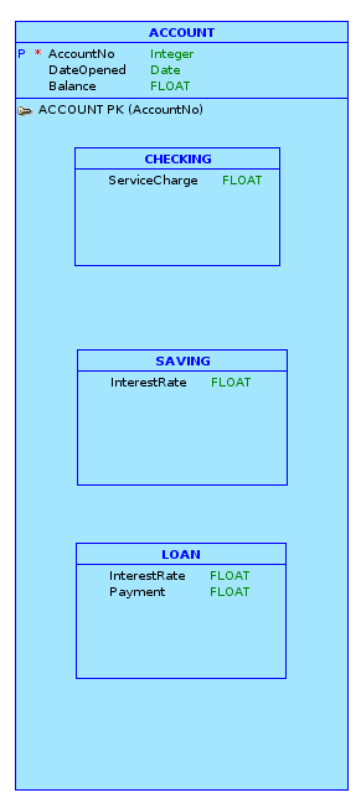 ACCOUNT
P * AccountNo Integer
DateOpened Date
Balance FLOAT
ACCOUNT PK (AccountNo)
CHECKING
ServiceCharge FLOAT
SAVING
InterestRate FLOAT
LOAN
InterestRate FLOAT
Payment FLOAT